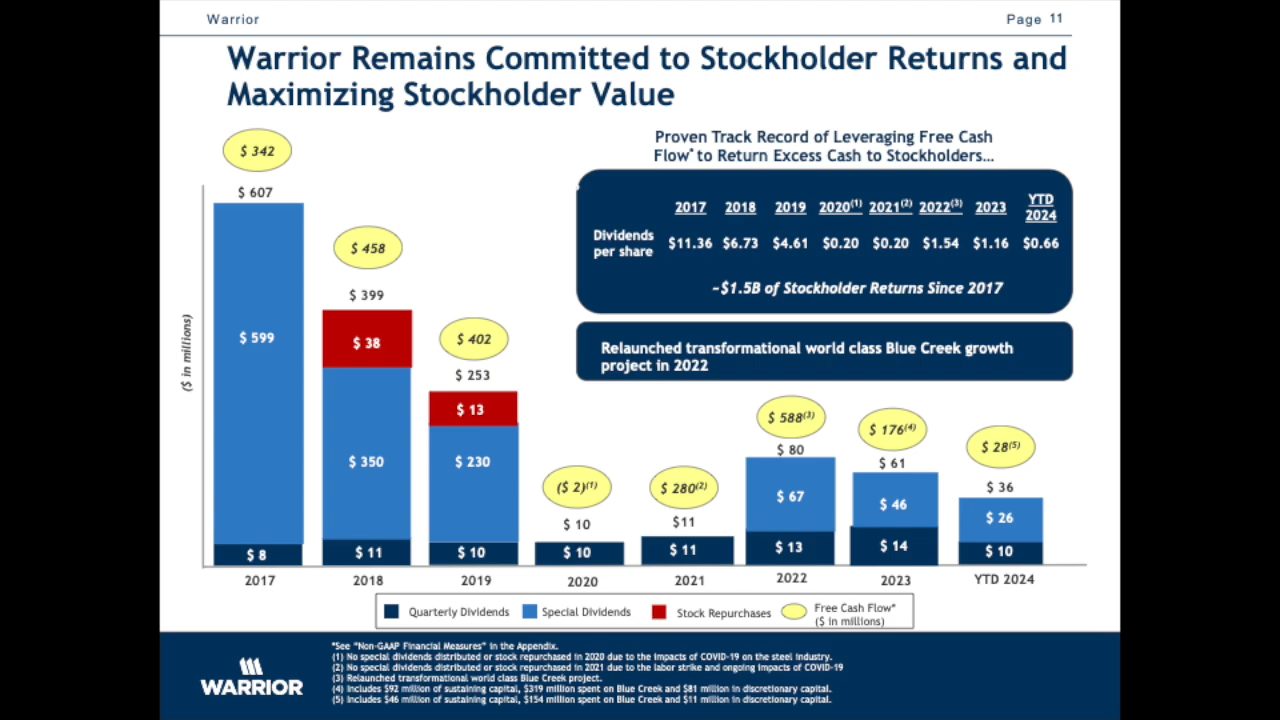 Warrior
Page 11
Warrior Remains Committed to Stockholder Returns and
Maximizing Stockholder Value
Proven Track Record of Leveraging Free Cash
Flow* to Return Excess Cash to Stockholders…
2017 2018 2019 2020(1) 2021(2) 2022(3) 2023 YTD 2024
Dividends
per share
$11.36 $6.73 $4.61 $0.20 $0.20 $1.54 $1.16 $0.66
~$1.5B of Stockholder Returns Since 2017
Relaunched transformational world class Blue Creek growth
project in 2022
($ in millions)
$ 342
$ 607
$ 599
$ 8
$ 458
$ 399
$ 38
$ 350
$ 11
$ 402
$ 253
$ 13
$ 230
$ 10
($ 2)(1)
$ 10
$ 10
$ 280(2)
$11
$ 11
$ 588(3)
$ 80
$ 67
$ 13
$ 176(4)
$ 61
$ 46
$ 14
$ 28(5)
$ 36
$ 26
$ 10
2017 2018 2019 2020 2021 2022 2023 YTD 2024
Quarterly Dividends Special Dividends Stock Repurchases Free Cash Flow*
($ in millions)
WARRIOR
*See "Non-GAAP Financial Measures" in the Appendix.
(1) No special dividends distributed or stock repurchased in 2020 due to the impacts of COVID-19 on the steel industry.
(2) No special dividends distributed or stock repurchased in 2021 due to the labor strike and ongoing impacts of COVID-19
(3) Relaunched transformational world class Blue Creek project.
(4) Includes $92 million of sustaining capital, $319 million spent on Blue Creek and $81 million in discretionary capital.
(5) Includes $46 million of sustaining capital, $154 million spent on Blue Creek and $11 million in discretionary capital.